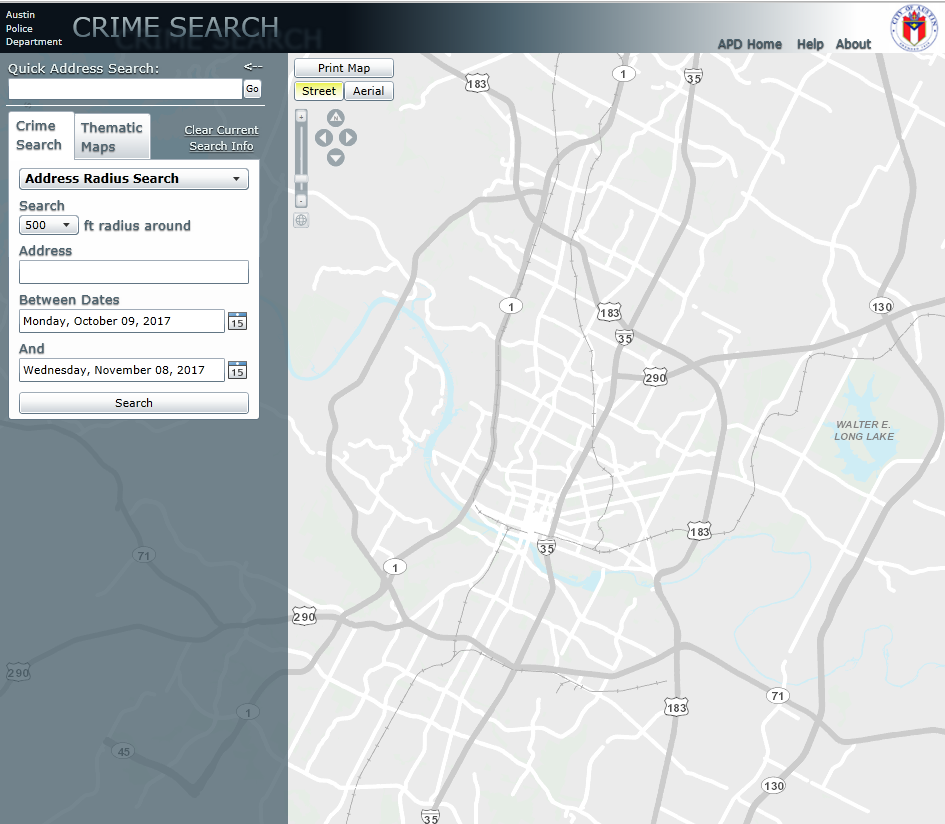 Austin
Police
Department
CRIME SEARCH
APD Home Help About
CITY OF AUSTIN
Quick Address Search:
<--
Go
Crime
Search
Thematic
Maps
Clear Current
Search Info
Address Radius Search
Search
500 ft radius around
Address
Between Dates
Monday, October 09, 2017
15
And
Wednesday, November 08, 2017
15
Search
Print Map
Street Aerial
+
-
183
1
35
1
183
35
130
290
WALTER E.
LONG LAKE
183
35
71
1
290
290
71
183
1
45
130
35